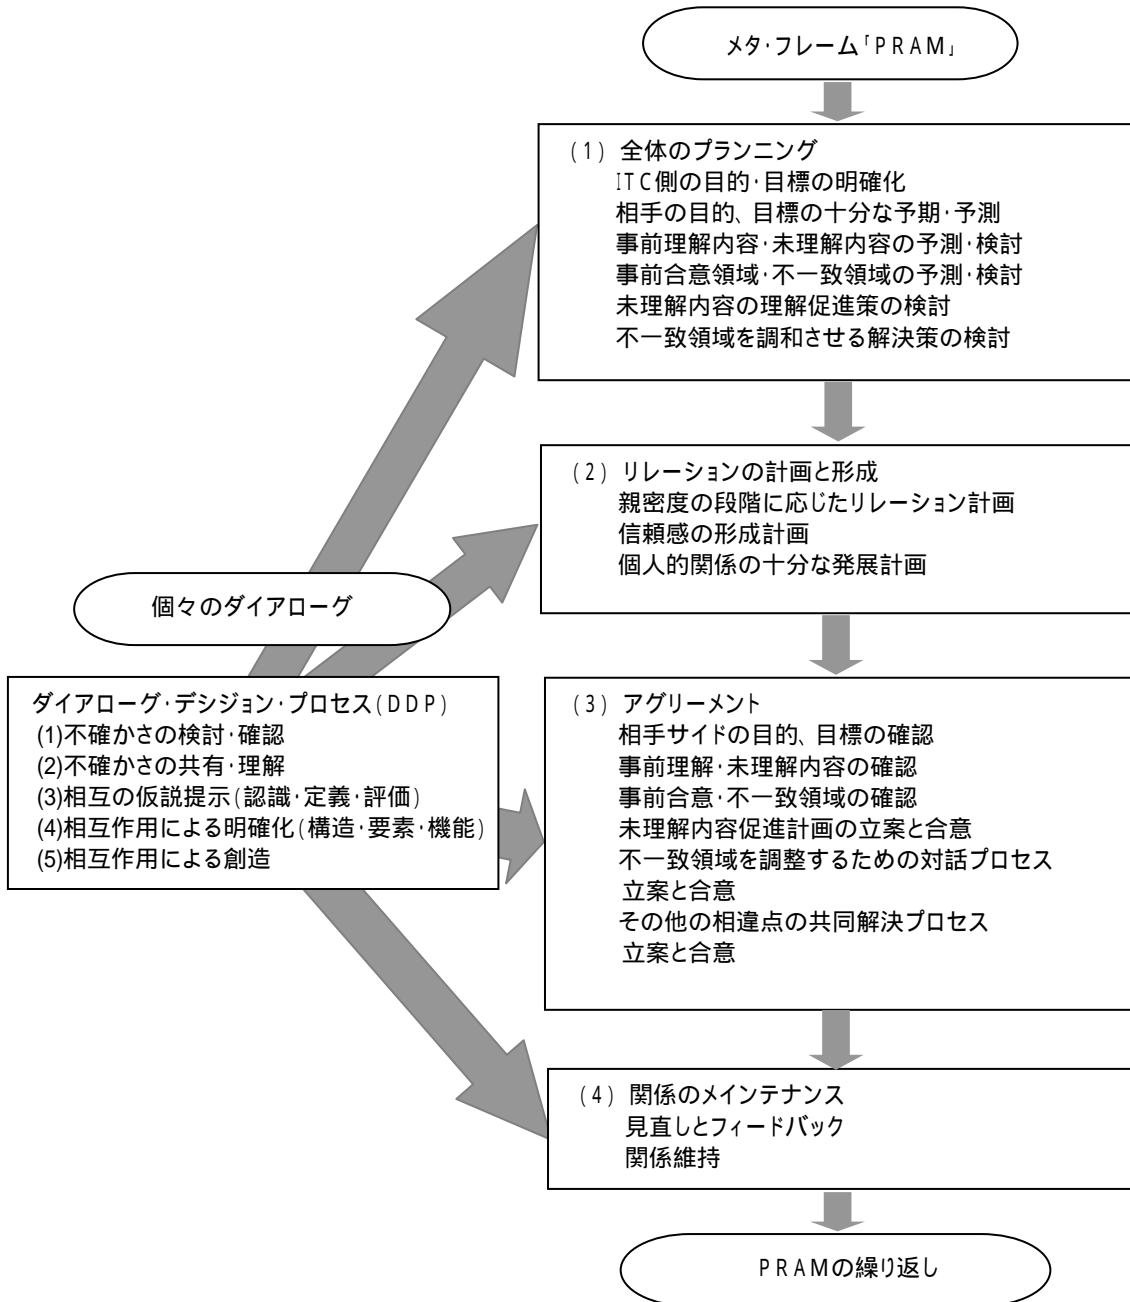 メタ・フレーム「PRAM」
(1) 全体のプランニング
ITC側の目的・目標の明確化
相手の目的、目標の十分な予期・予測
事前理解内容・未理解内容の予測・検討
事前合意領域・不一致領域の予測・検討
未理解内容の理解促進策の検討
不一致領域を調和させる解決策の検討
(2) リレーションの計画と形成
親密度の段階に応じたリレーション計画
信頼感の形成計画
個人的関係の十分な発展計画
個々のダイアローグ
ダイアローグ・デシジョン・プロセス(DDP)
(1)不確かさの検討・確認
(2)不確かさの共有・理解
(3)相互の仮説提示(認識・定義・評価)
(4)相互作用による明確化(構造・要素・機能)
(5)相互作用による創造
(3) アグリーメント
相手サイドの目的、目標の確認
事前理解・未理解内容の確認
事前合意・不一致領域の確認
未理解内容促進計画の立案と合意
不一致領域を調整するための対話プロセス
立案と合意
その他の相違点の共同解決プロセス
立案と合意
(4) 関係のメインテナンス
見直しとフィードバック
関係維持
PRAMの繰り返し